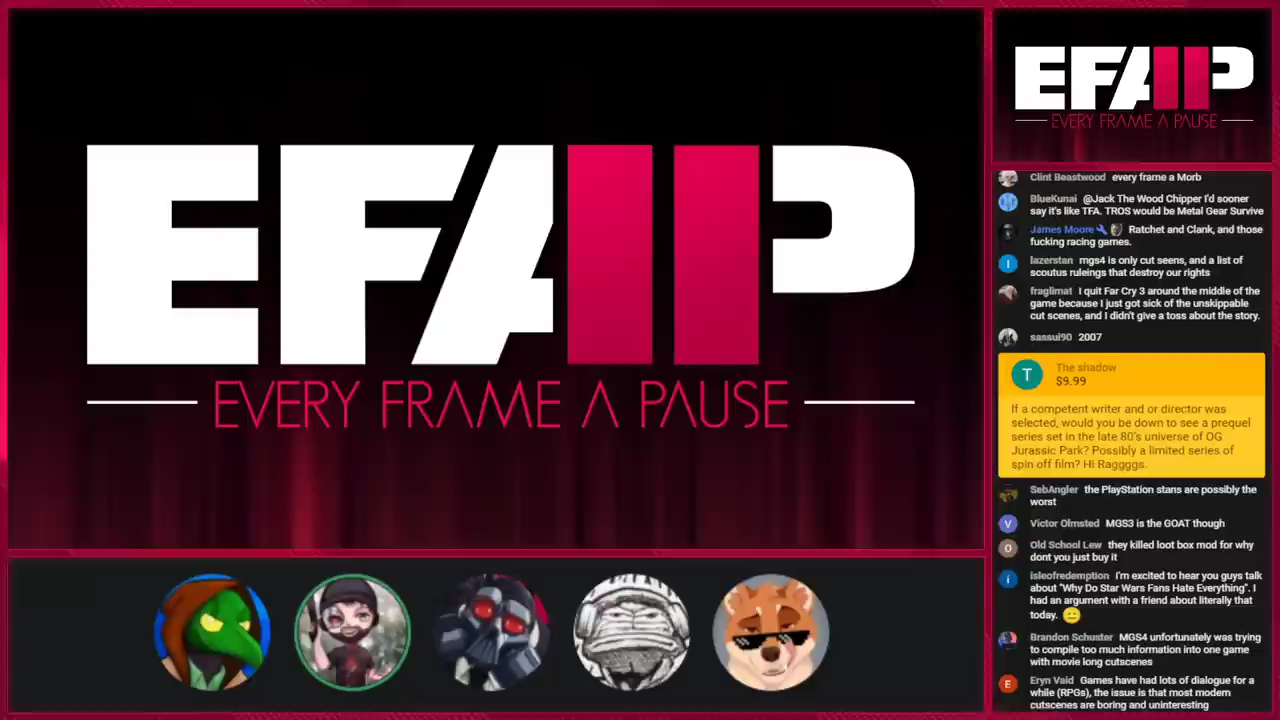 EFAP
EVERY FRAME A PAUSE
EFAP
EVERY FRAME A PAUSE
Clint Beastwood every frame a Morb
BlueKunai @Jack The Wood Chipper I'd sooner
say it's like TFA. TROS would be Metal Gear Survive
James Moore Ratchet and Clank, and those
fucking racing games.
I
lazerstan mgs4 is only cut seens, and a list of
scoutus ruleings that destroy our rights
fraglimat I quit Far Cry 3 around the middle of the
game because I just got sick of the unskippable
cut scenes, and I didn't give a toss about the story.
sassui90 2007
T
The shadow
$9.99
If a competent writer and or director was
selected, would you be down to see a prequel
series set in the late 80's universe of OG
Jurassic Park? Possibly a limited series of
spin off film? Hi Raggggs.
SebAngler the PlayStation stans are possibly the
worst
V
Victor Olmsted MGS3 is the GOAT though
O
Old School Lew they killed loot box mod for why
dont you just buy it
i
isleofredemption I'm excited to hear you guys talk
about "Why Do Star Wars Fans Hate Everything". I
had an argument with a friend about literally that
today.
Brandon Schuster MGS4 unfortunately was trying
to compile too much information into one game
with movie long cutscenes
E
Eryn Vaid Games have had lots of dialogue for a
while (RPGs), the issue is that most modern
cutscenes are boring and uninteresting